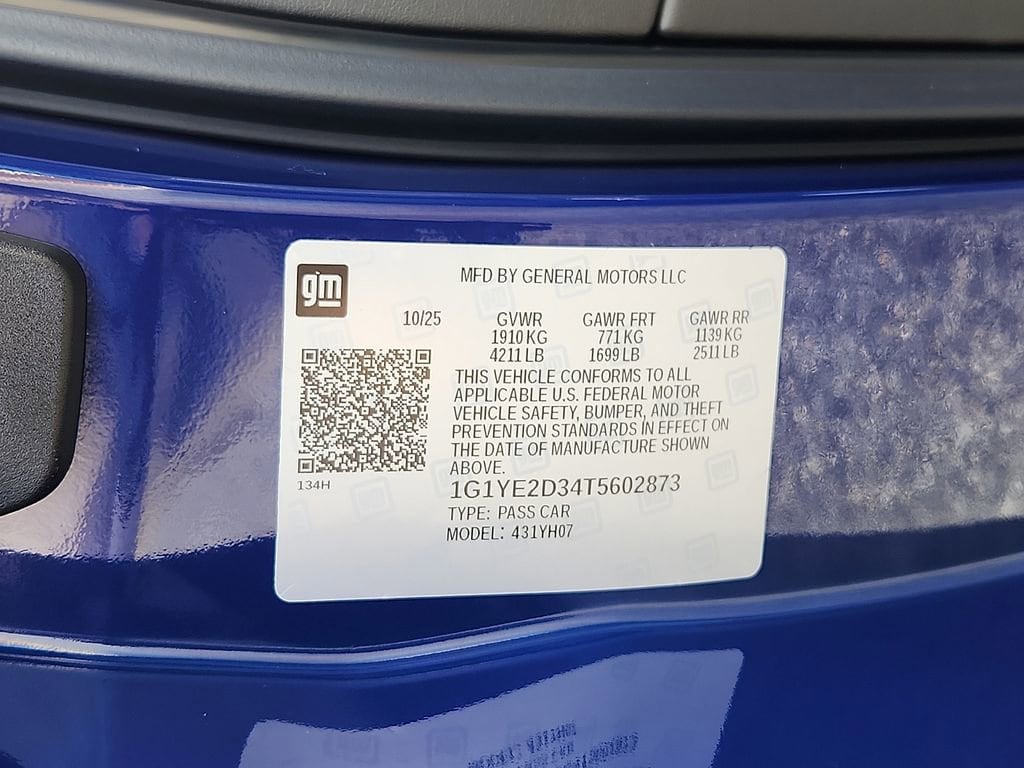 gm
MFD BY GENERAL MOTORS LLC
10/25 GVWR GAWR FRT GAWR RR
1910 KG 771 KG 1139 KG
4211 LB 1699 LB 2511 LB
THIS VEHICLE CONFORMS TO ALL
APPLICABLE U.S. FEDERAL MOTOR
VEHICLE SAFETY, BUMPER, AND THEFT
PREVENTION STANDARDS IN EFFECT ON
THE DATE OF MANUFACTURE SHOWN
ABOVE.
134H
1G1YE2D34T5602873
TYPE: PASS CAR
MODEL: 431YH07